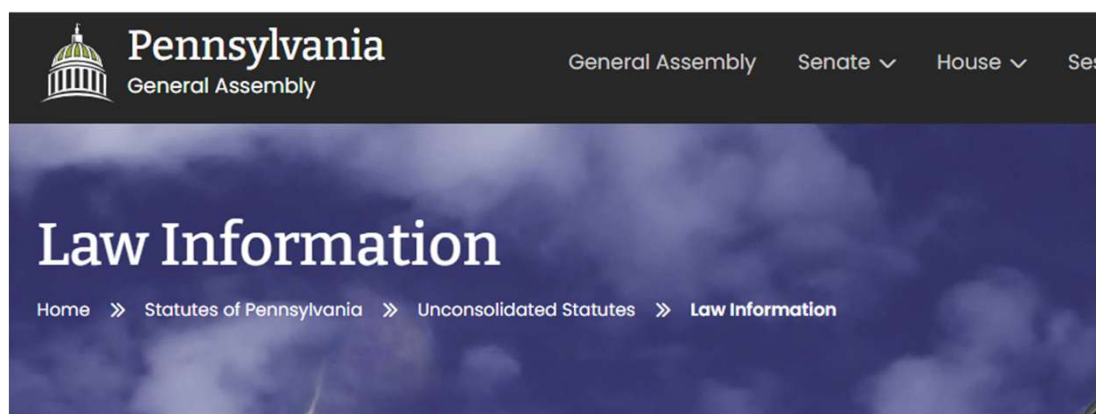 Pennsylvania
General Assembly
General Assembly Senate House
Law Information
Home » Statutes of Pennsylvania » Unconsolidated Statutes » Law Information